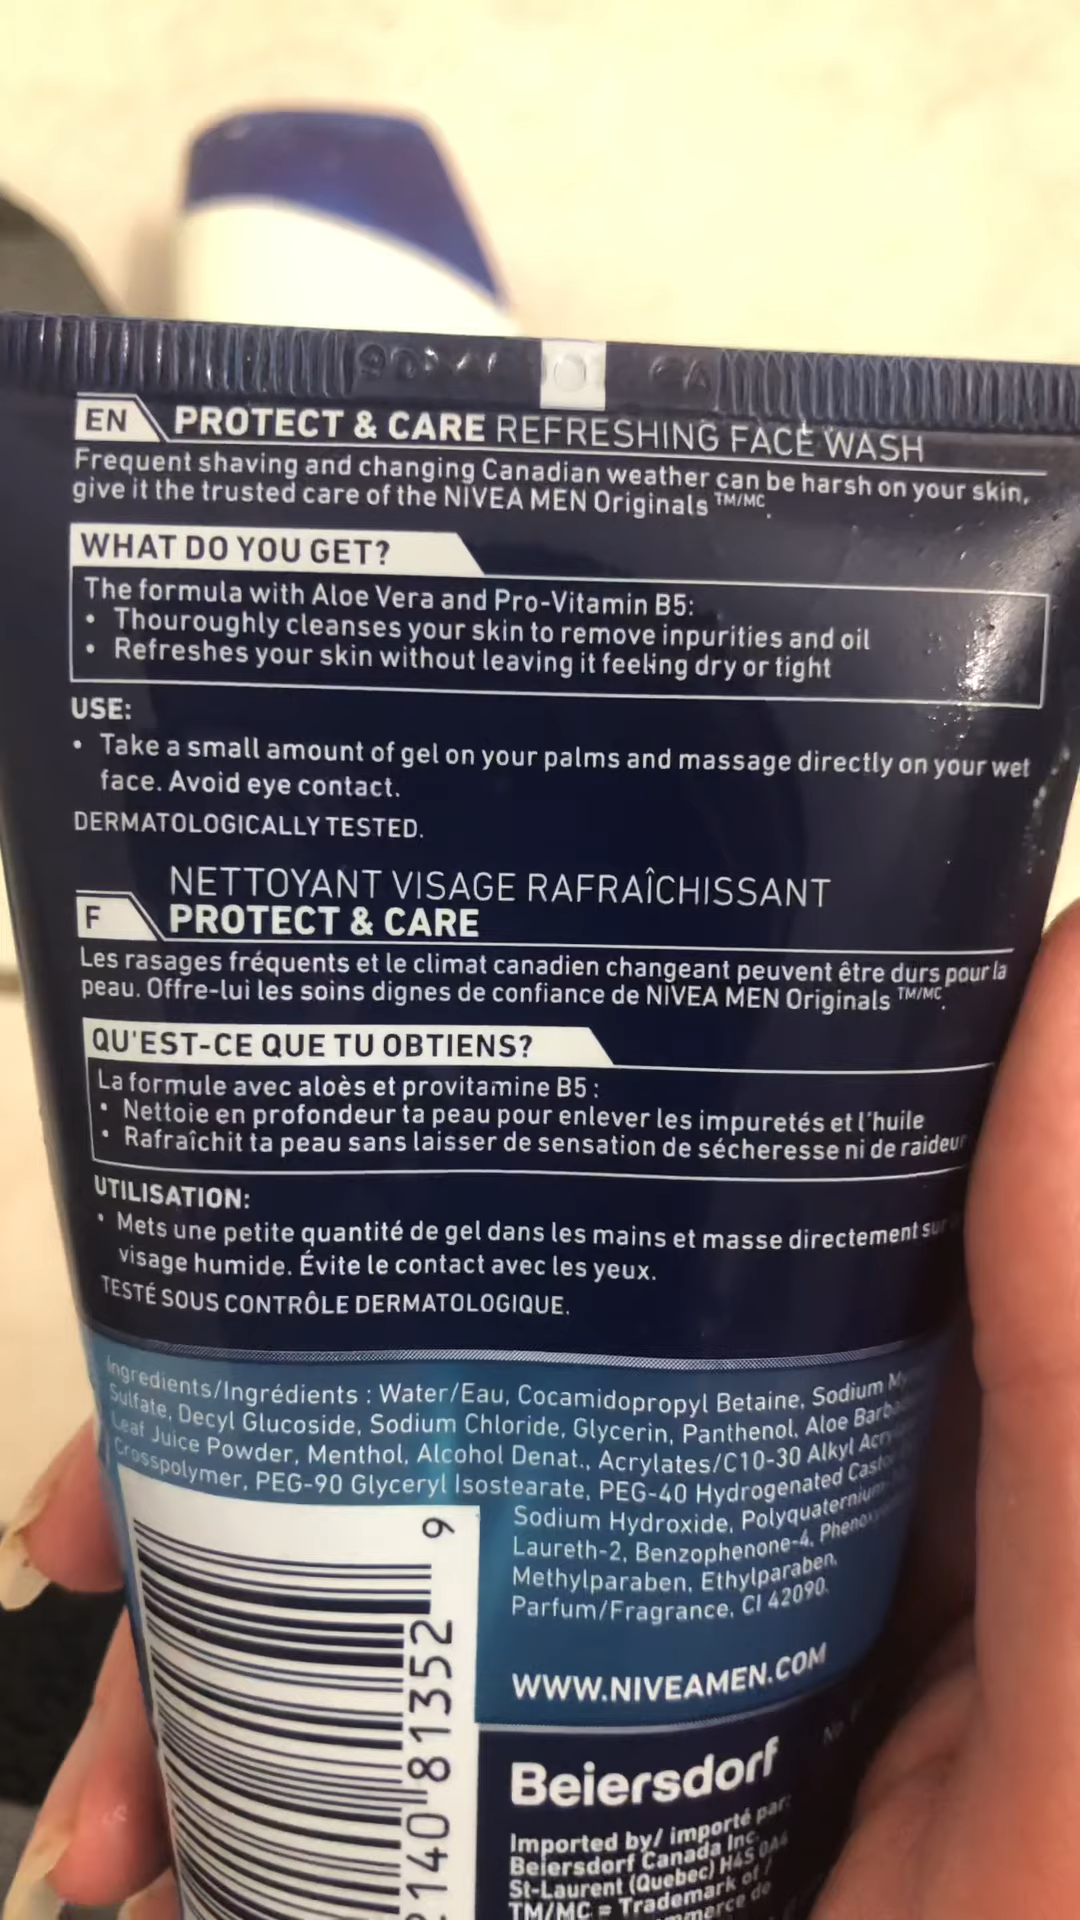 EN PROTECT & CARE REFRESHING FACE WASH
Frequent shaving and changing Canadian weather can be harsh on your skin,
give it the trusted care of the NIVEA MEN Originals TM/MC.
WHAT DO YOU GET?
The formula with Aloe Vera and Pro-Vitamin B5:
• Thouroughly cleanses your skin to remove inpurities and oil
• Refreshes your skin without leaving it feeling dry or tight
USE:
• Take a small amount of gel on your palms and massage directly on your wet
face. Avoid eye contact.
DERMATOLOGICALLY TESTED.
NETTOYANT VISAGE RAFRAÎCHISSANT
F PROTECT & CARE
Les rasages fréquents et le climat canadien changeant peuvent être durs pour la
peau. Offre-lui les soins dignes de confiance de NIVEA MEN Originals TM/MC.
QU'EST-CE QUE TU OBTIENS?
La formule avec aloès et provitamine B5 :
• Nettoie en profondeur ta peau pour enlever les impuretés et l'huile
• Rafraîchit ta peau sans laisser de sensation de sécheresse ni de raideur
UTILISATION:
• Mets une petite quantité de gel dans les mains et masse directement sur
visage humide. Évite le contact avec les yeux.
TESTÉ SOUS CONTRÔLE DERMATOLOGIQUE.
Ingredients/Ingrédients : Water/Eau, Cocamidopropyl Betaine, Sodium
Sulfate, Decyl Glucoside, Sodium Chloride, Glycerin, Panthenol, Aloe
Leaf Juice Powder, Menthol, Alcohol Denat., Acrylates/C10-30 Alkyl
Crosspolymer, PEG-90 Glyceryl Isostearate, PEG-40 Hydrogenated
Sodium Hydroxide,
Laureth-2, Benzophenone-4,
Methylparaben, Ethylparaben,
Parfum/Fragrance, CI 42090.
WWW.NIVEAMEN.COM
Beiersdorf
Imported by/ importé par:
Beiersdorf Canada Inc.
St-Laurent (Quebec) H4S 0A4
TM/MC = Trademark of /
2140 81352 9